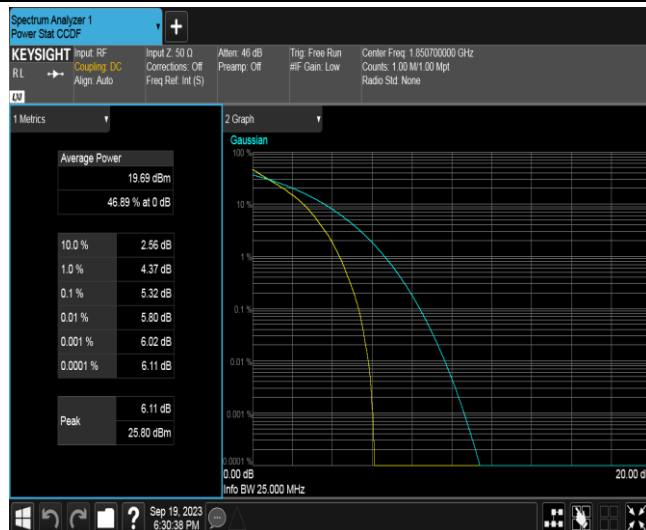 Spectrum Analyzer 1
Power Stat CCDF
+
KEYSIGHT
RL
Input: RF
Coupling: DC
Align: Auto
Input Z: 50 Ω
Corrections: Off
Freq Ref: Int (S)
Atten: 46 dB
Preamp: Off
Trig: Free Run
#IF Gain: Low
Center Freq: 1.850700000 GHz
Counts: 1.00 M/1.00 Mpt
Radio Std: None
1 Metrics
Average Power
19.69 dBm
46.89 % at 0 dB
10.0 % 2.56 dB
1.0 % 4.37 dB
0.1 % 5.32 dB
0.01 % 5.80 dB
0.001 % 6.02 dB
0.0001 % 6.11 dB
Peak
6.11 dB
25.80 dBm
2 Graph
Gaussian
100 %
10 %
1 %
0.1 %
0.01 %
0.001 %
0.0001 %
0.00 dB
20.00 d
Info BW 25.000 MHz
?
Sep 19, 2023
6:30:38 PM